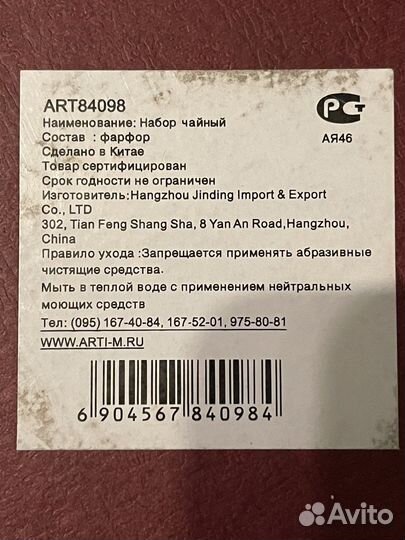 ART84098
Наименование: Набор чайный
Состав : фарфор
Сделано в Китае
Товар сертифицирован
Срок годности не ограничен
Изготовитель:Hangzhou Jinding Import & Export
Co., LTD
302, Tian Feng Shang Sha, 8 Yan An Road,Hangzhou,
China
Правило ухода :Запрещается применять абразивные
чистящие средства.
Мыть в теплой воде с применением нейтральных
моющих средств
Тел: (095) 167-40-84, 167-52-01, 975-80-81
WWW.ARTI-M.RU
6 904567 840984
РСТ
АЯ46
Avito